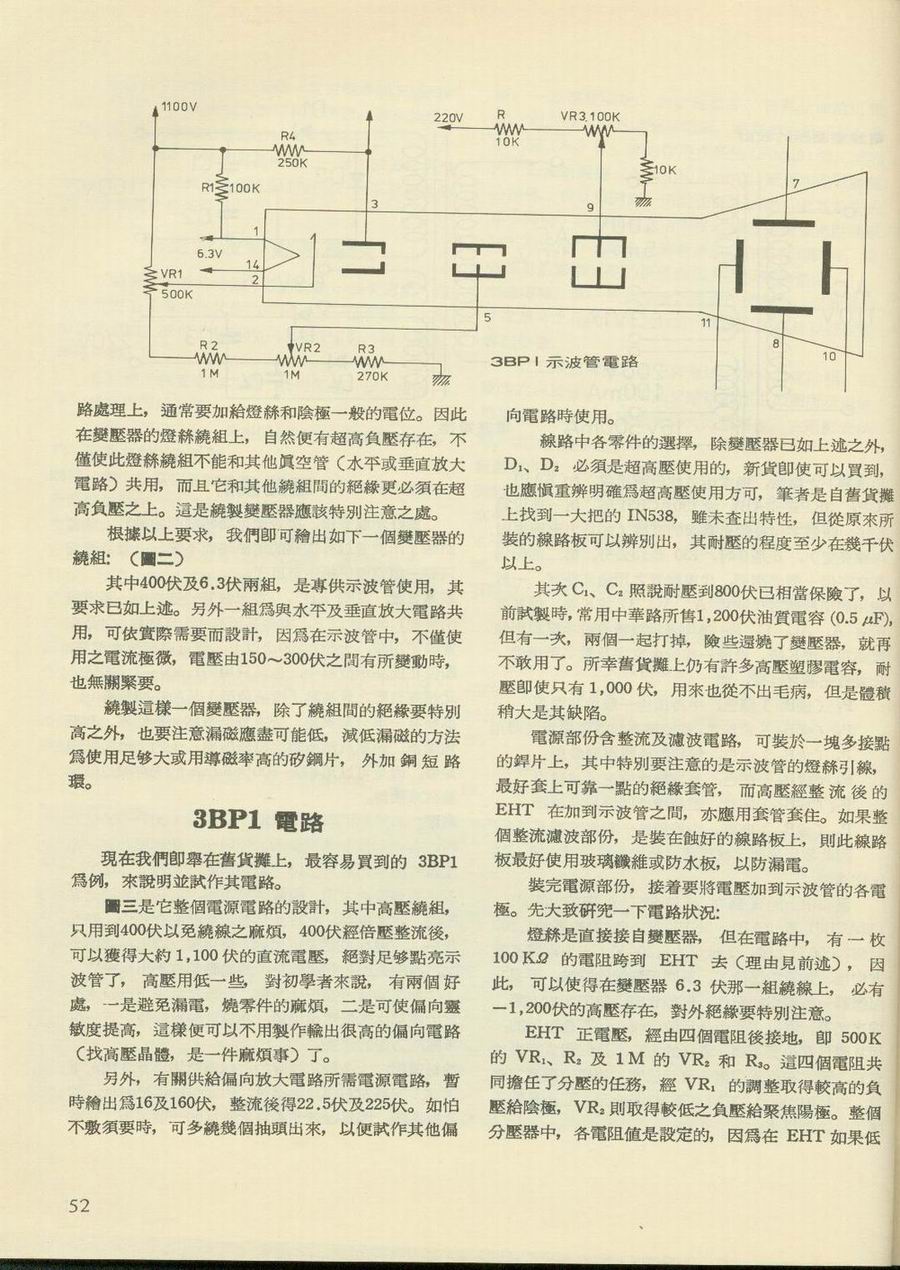 1100V
R4
250K
R1
100K
3
220V
R
10K
VR3.100K
10K
9
7
1
6.3V
14
2
VR1
500K
5
11
8
10
R2
1M
VR2
1M
R3
270K
3BP1示波管電路
路處理上，通常要加給燈絲和陰極一般的電位。因此
在變壓器的燈絲繞組上，自然便有超高負壓存在，不
僅使此燈絲繞組不能和其他眞空管（水平或垂直放大
電路）共用，而且它和其他繞組間的絕緣更必須在超
高負壓之上。這是繞製變壓器應該特別注意之處。
根據以上要求，我們卽可繪出如下一個變壓器的
繞組：（圖二）
其中400伏及6.3伏兩組，是專供示波管使用，其
要求已如上述。另外一組爲與水平及垂直放大電路共
用，可依實際需要而設計，因爲在示波管中，不僅使
用之電流極微，電壓由150～300伏之間有所變動時，
也無關緊要。
繞製這樣一個變壓器，除了繞組間的絕緣要特別
高之外，也要注意漏磁應盡可能低，減低漏磁的方法
爲使用足够大或用導磁率高的矽鋼片，外加銅短路
環。
3BP1 電路
現在我們卽舉在舊貨攤上，最容易買到的 3BP1
爲例，來說明並試作其電路。
圖三是它整個電源電路的設計，其中高壓繞組，
只用到400伏以免繞線之麻煩，400伏經倍壓整流後，
可以獲得大約 1,100 伏的直流電壓，絕對足够點亮示
波管了，高壓用低一些，對初學者來說，有兩個好
處，一是避免漏電，燒零件的麻煩，二是可使偏向靈
敏度提高，這樣便可以不用製作輸出很高的偏向電路
（找高壓晶體，是一件麻煩事）了。
另外，有關供給偏向放大電路所需電源電路，暫
時繪出爲16及160伏，整流後得22.5伏及225伏。如怕
不敷須要時，可多繞幾個抽頭出來，以便試作其他偏
向電路時使用。
線路中各零件的選擇，除變壓器已如上述之外，
D₁、D₂ 必須是超高壓使用的，新貨卽使可以買到，
也應愼重辨明確爲超高壓使用方可，筆者是自舊貨攤
上找到一大把的 IN538，雖未查出特性，但從原來所
裝的線路板可以辨別出，其耐壓的程度至少在幾千伏
以上。
其次 C₁、C₂ 照說耐壓到800伏已相當保險了，以
前試製時，常用中華路所售1,200伏油質電容 (0.5 μF)，
但有一次，兩個一起打掉，險些還燒了變壓器，就再
不敢用了。所幸舊貨攤上仍有許多高壓塑膠電容，耐
壓卽使只有 1,000 伏，用來也從不出毛病，但是體積
稍大是其缺陷。
電源部份含整流及濾波電路，可裝於一塊多接點
的銲片上，其中特別要注意的是示波管的燈絲引線，
最好套上可靠一點的絕緣套管，而高壓經整流後的
EHT 在加到示波管之間，亦應用套管套住。如果整
個整流濾波部份，是裝在蝕好的線路板上，則此線路
板最好使用玻璃纖維或防水板，以防漏電。
裝完電源部份，接着要將電壓加到示波管的各電
極。先大致研究一下電路狀況：
燈絲是直接接自變壓器，但在電路中，有一枚
100 KΩ 的電阻跨到 EHT 去（理由見前述），因
此，可以使得在變壓器 6.3 伏那一組繞線上，必有
－1,200伏的高壓存在，對外絕緣要特別注意。
EHT 正電壓，經由四個電阻後接地，卽 500K
的 VR₁、R₂ 及 1M 的 VR₂ 和 R₃。這四個電阻共
同擔任了分壓的任務，經 VR₁ 的調整取得較高的負
壓給陰極，VR₂ 則取得較低之負壓給聚焦陽極。整個
分壓器中，各電阻値是設定的，因爲在 EHT 如果低
52